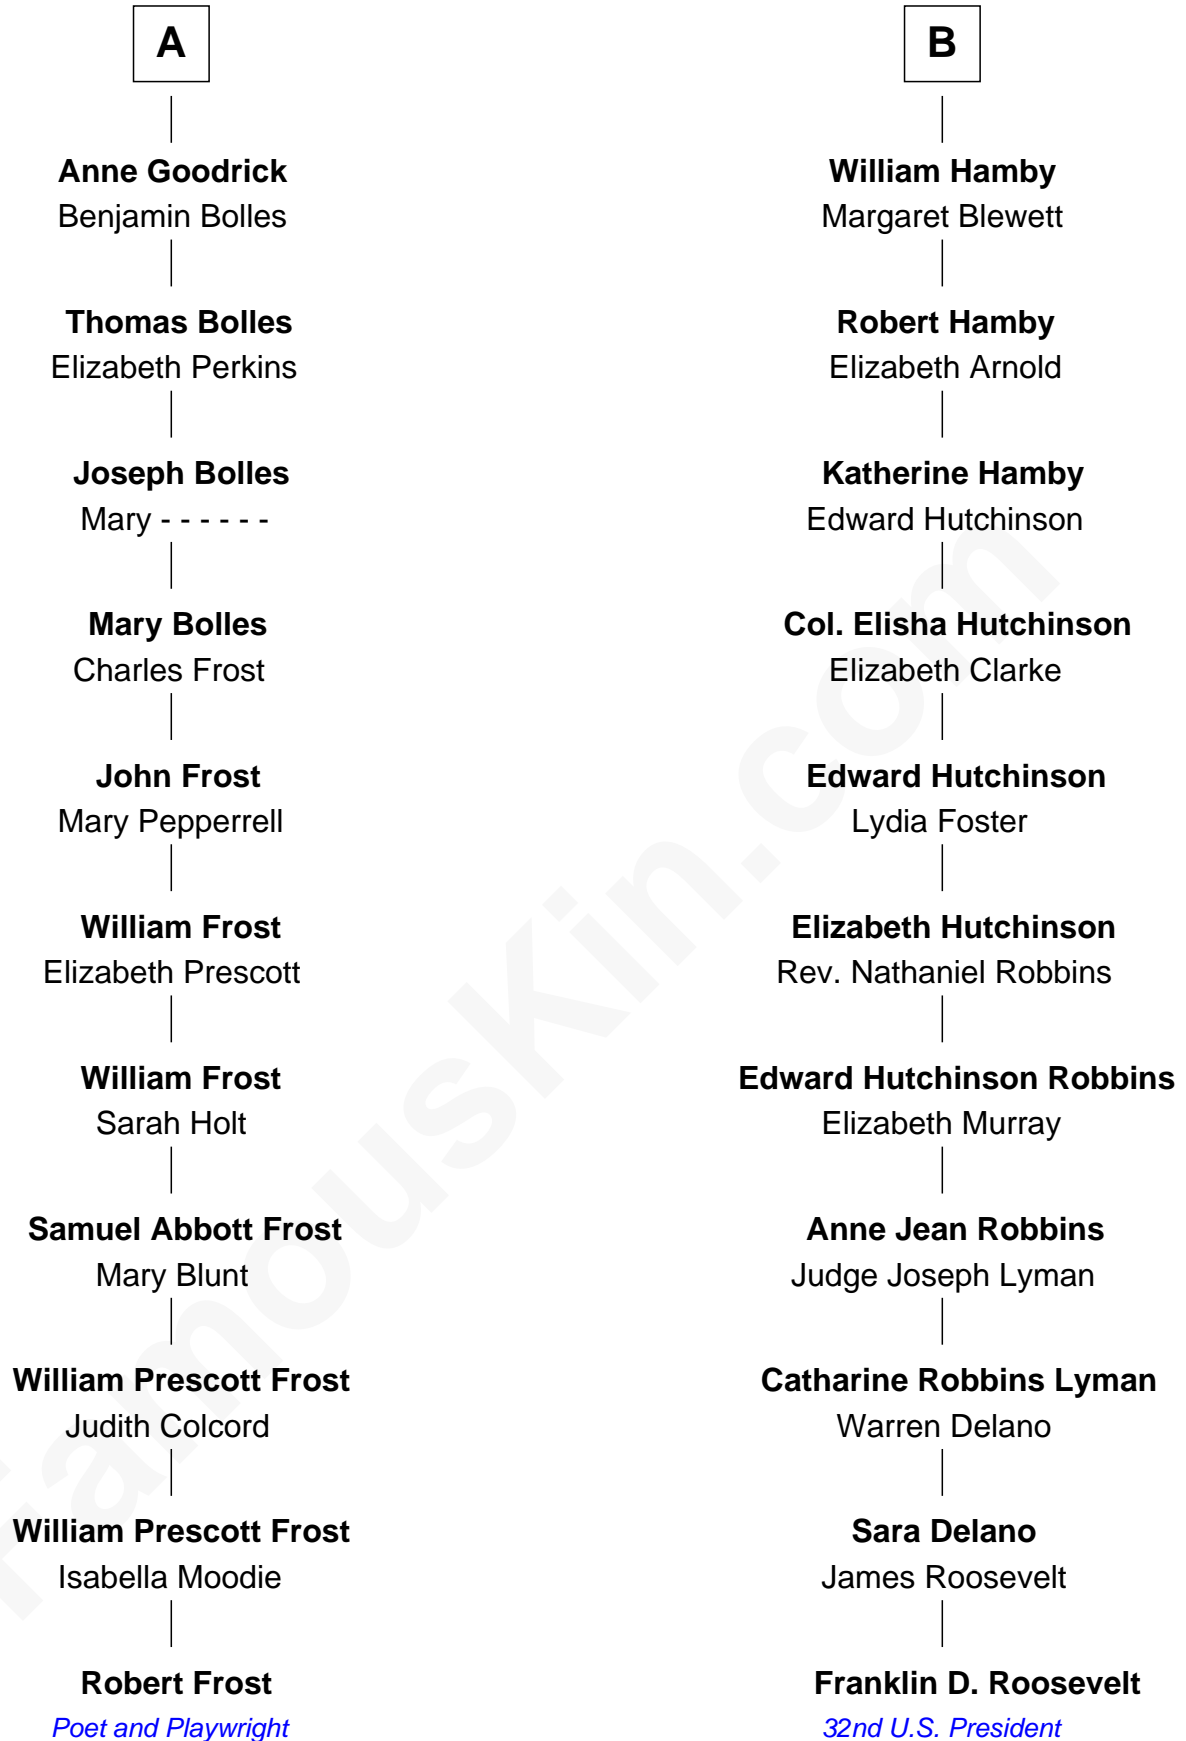 A
Anne Goodrick
Benjamin Bolles
Thomas Bolles
Elizabeth Perkins
Joseph Bolles
Mary - - - - - -
Mary Bolles
Charles Frost
John Frost
Mary Pepperrell
William Frost
Elizabeth Prescott
William Frost
Sarah Holt
Samuel Abbott Frost
Mary Blunt
William Prescott Frost
Judith Colcord
William Prescott Frost
Isabella Moodie
Robert Frost
Poet and Playwright
B
William Hamby
Margaret Blewett
Robert Hamby
Elizabeth Arnold
Katherine Hamby
Edward Hutchinson
Col. Elisha Hutchinson
Elizabeth Clarke
Edward Hutchinson
Lydia Foster
Elizabeth Hutchinson
Rev. Nathaniel Robbins
Edward Hutchinson Robbins
Elizabeth Murray
Anne Jean Robbins
Judge Joseph Lyman
Catharine Robbins Lyman
Warren Delano
Sara Delano
James Roosevelt
Franklin D. Roosevelt
32nd U.S. President
FamousKin.com